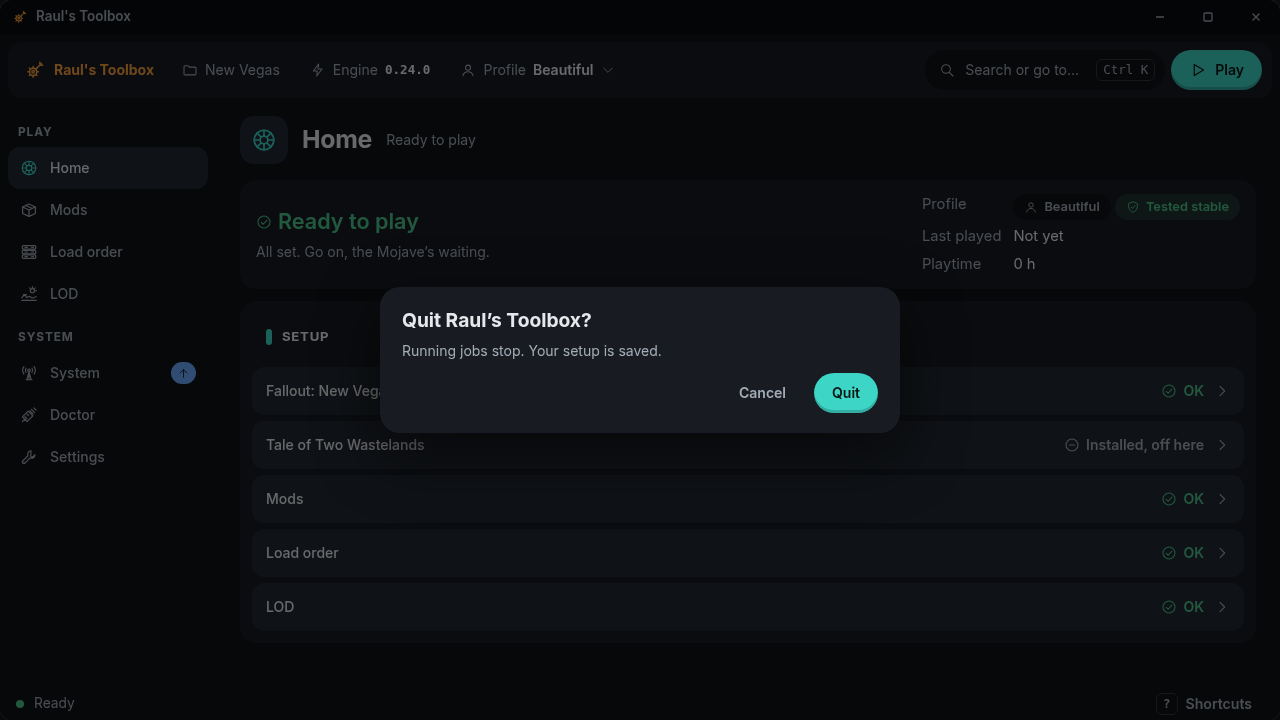 Raul's Toolbox
Raul's Toolbox
New Vegas
Engine 0.24.0
Profile Beautiful
Search or go to...
Ctrl K
Play
PLAY
Home
Mods
Load order
LOD
SYSTEM
System
Doctor
Settings
Home
Ready to play
Ready to play
All set. Go on, the Mojave’s waiting.
Profile
Beautiful
Tested stable
Last played
Not yet
Playtime
0 h
SETUP
Quit Raul’s Toolbox?
Running jobs stop. Your setup is saved.
Cancel
Quit
Fallout: New Vega
OK
Tale of Two Wastelands
Installed, off here
Mods
OK
Load order
OK
LOD
OK
Ready
? Shortcuts